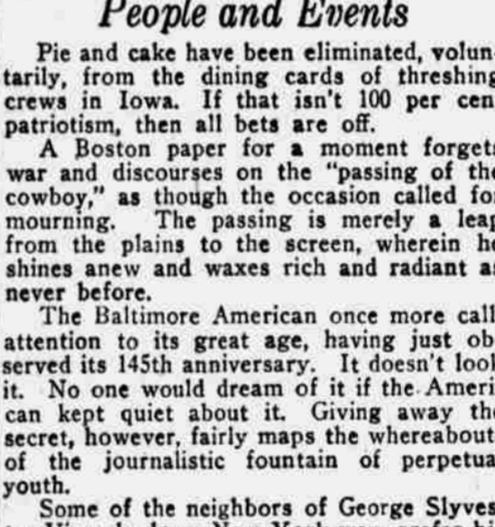 People and Events
Pie and cake have been eliminated, volun-
tarily, from the dining cards of threshing
crews in Iowa. If that isn't 100 per cen
patriotism, then all bets are off.
A Boston paper for a moment forgets
war and discourses on the "passing of the
cowboy," as though the occasion called fo
mourning. The passing is merely a leap
from the plains to the screen, wherein he
shines anew and waxes rich and radiant as
never before.
The Baltimore American once more call
attention to its great age, having just ob
served its 145th anniversary. It doesn't look
it. No one would dream of it if the Ameri
can kept quiet about it. Giving away the
secret, however, fairly maps the whereabout
of the journalistic fountain of perpetua
youth.
Some of the neighbors of George Slyves